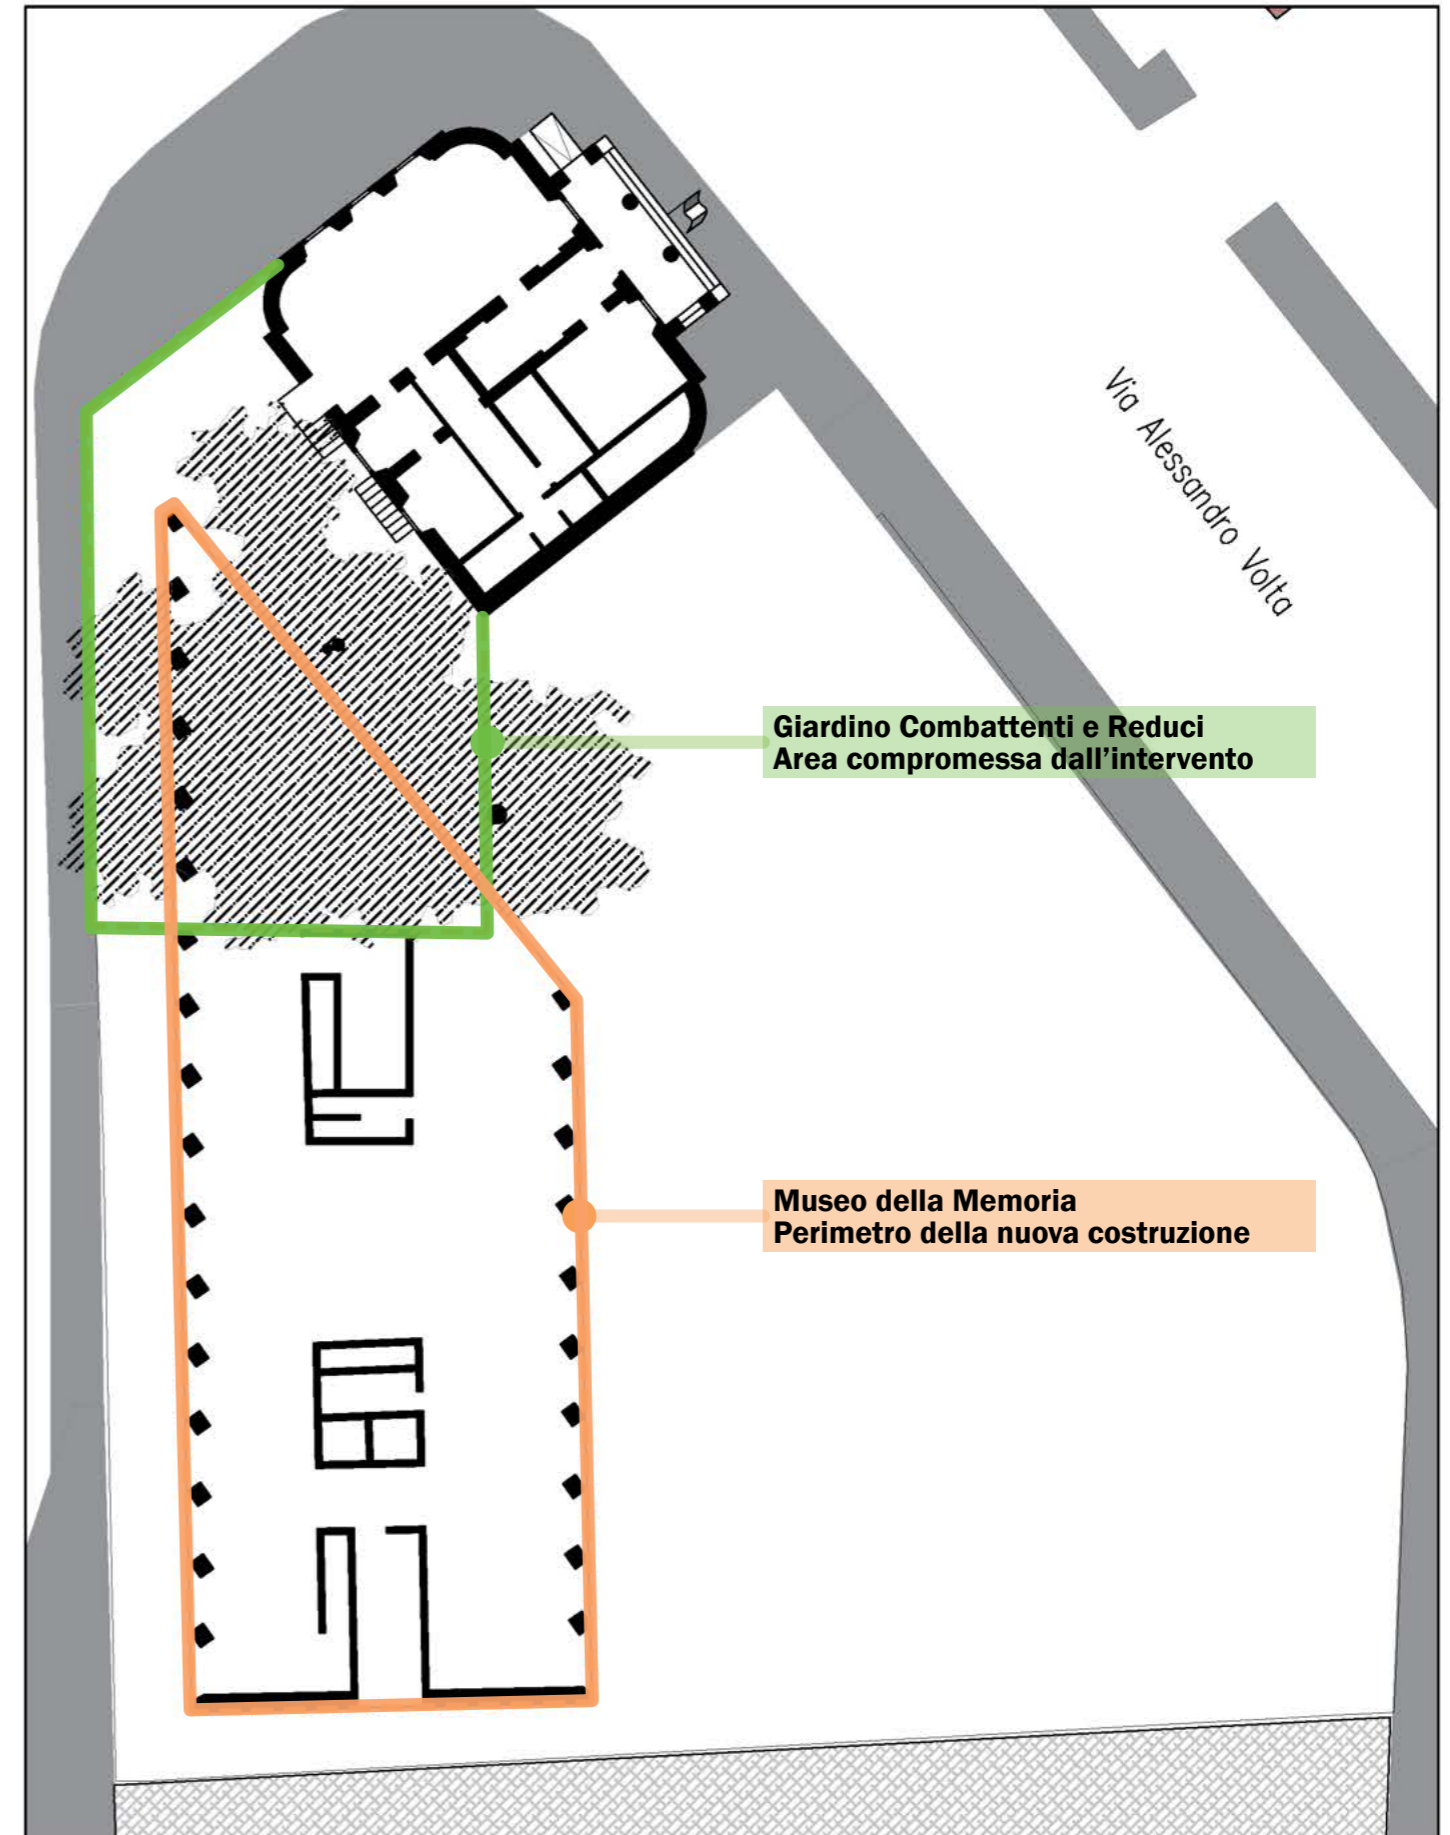 Via Alessandro Volta
Giardino Combattenti e Reduci
Area compromessa dall'intervento
Museo della Memoria
Perimetro della nuova costruzione